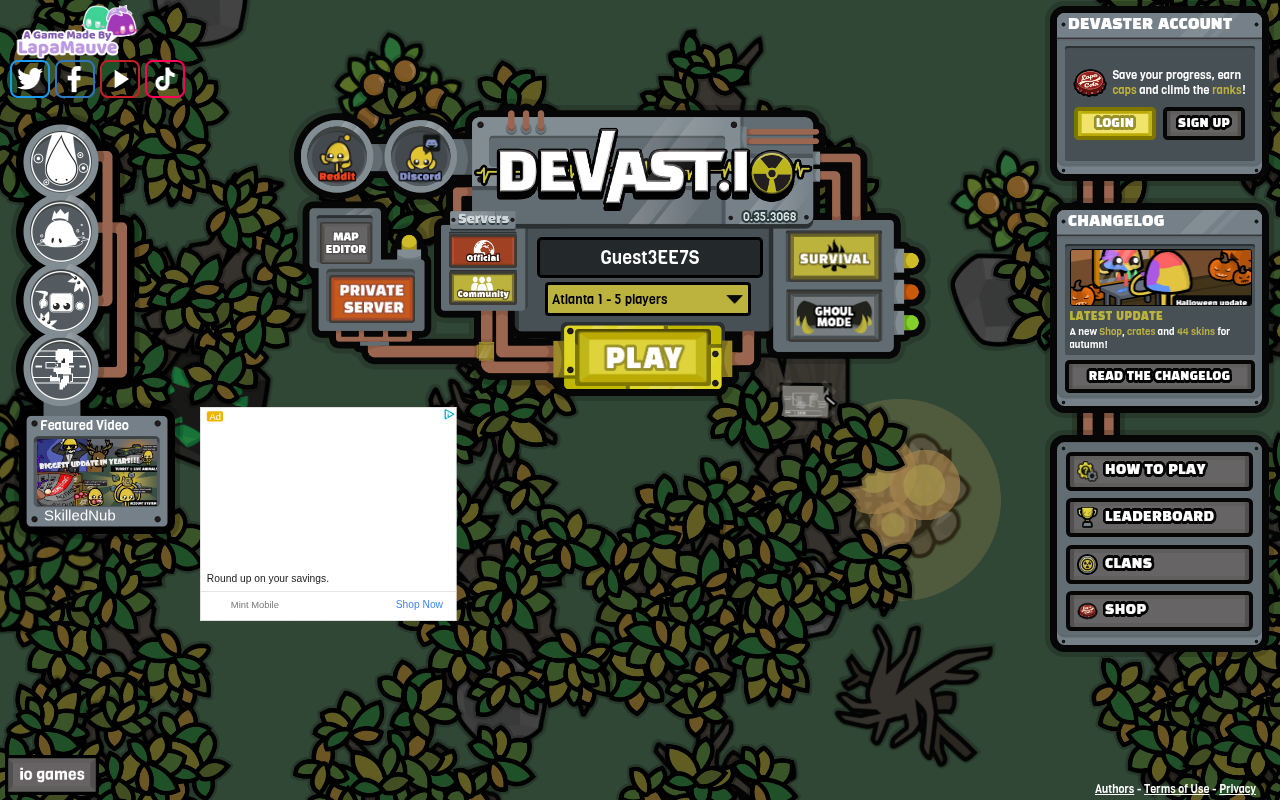 A Game Made By
LapaMauve
Reddit
Discord
DEVAST.IO
0.35.3068
Servers
MAP
EDITOR
PRIVATE
SERVER
Official
Community
Guest3EE7S
Atlanta 1 - 5 players
PLAY
SURVIVAL
GHOUL
MODE
Featured Video
BIGGEST UPDATE IN YEARS!!!
SkilledNub
Ad
Round up on your savings.
Mint Mobile
Shop Now
io games
DEVASTER ACCOUNT
Save your progress, earn
caps and climb the ranks!
LOGIN
SIGN UP
CHANGELOG
Halloween update
LATEST UPDATE
A new Shop, crates and 44 skins for
autumn!
READ THE CHANGELOG
HOW TO PLAY
LEADERBOARD
CLANS
SHOP
Authors - Terms of Use - Privacy